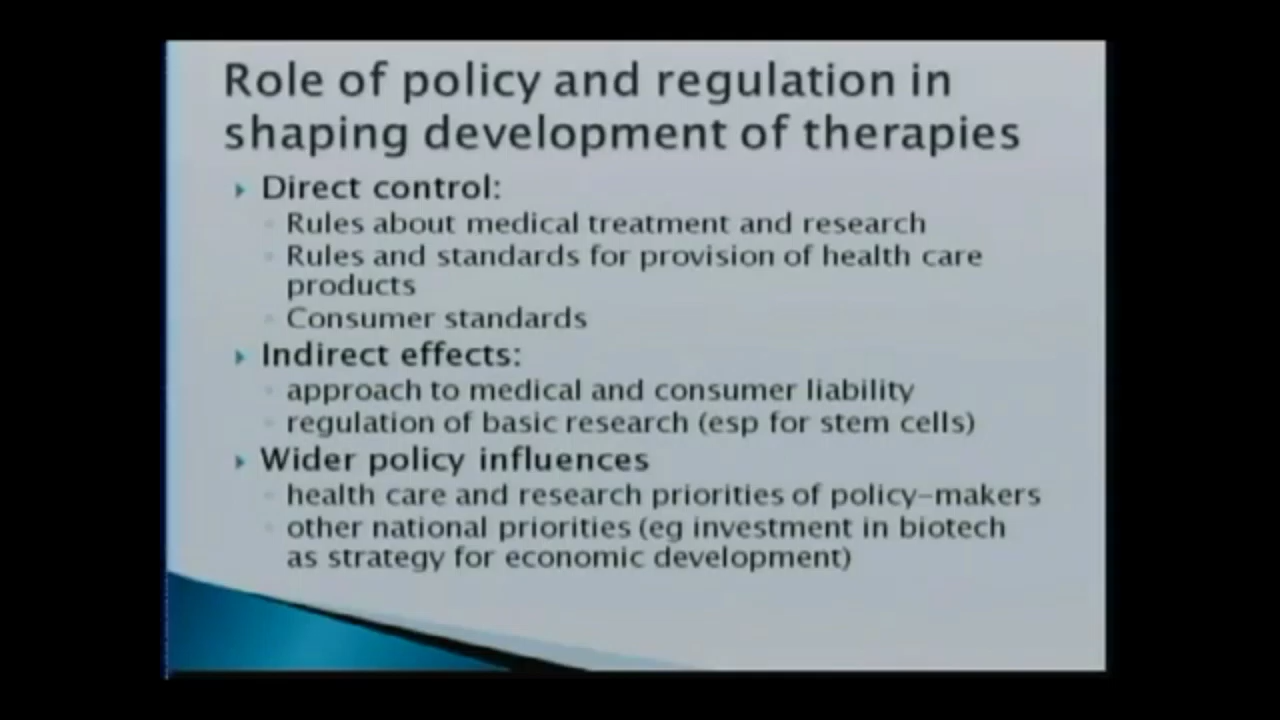 Role of policy and regulation in
shaping development of therapies
Direct control:
Rules about medical treatment and research
Rules and standards for provision of health care
products
Consumer standards
Indirect effects:
approach to medical and consumer liability
regulation of basic research (esp for stem cells)
Wider policy influences
health care and research priorities of policy-makers
other national priorities (eg investment in biotech
as strategy for economic development)